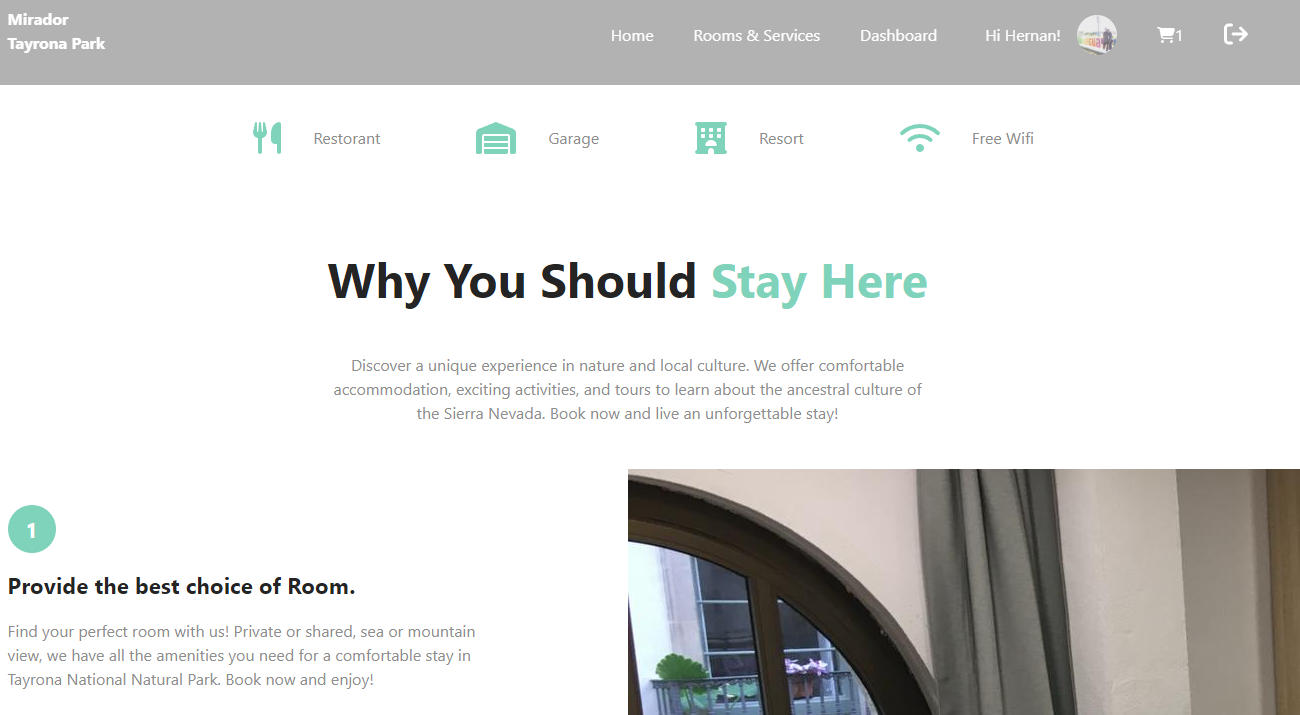 Mirador
Tayrona Park
Home Rooms & Services Dashboard Hi Hernan! 1
Restorant Garage Resort Free Wifi
Why You Should Stay Here
Discover a unique experience in nature and local culture. We offer comfortable
accommodation, exciting activities, and tours to learn about the ancestral culture of
the Sierra Nevada. Book now and live an unforgettable stay!
1
Provide the best choice of Room.
Find your perfect room with us! Private or shared, sea or mountain
view, we have all the amenities you need for a comfortable stay in
Tayrona National Natural Park. Book now and enjoy!